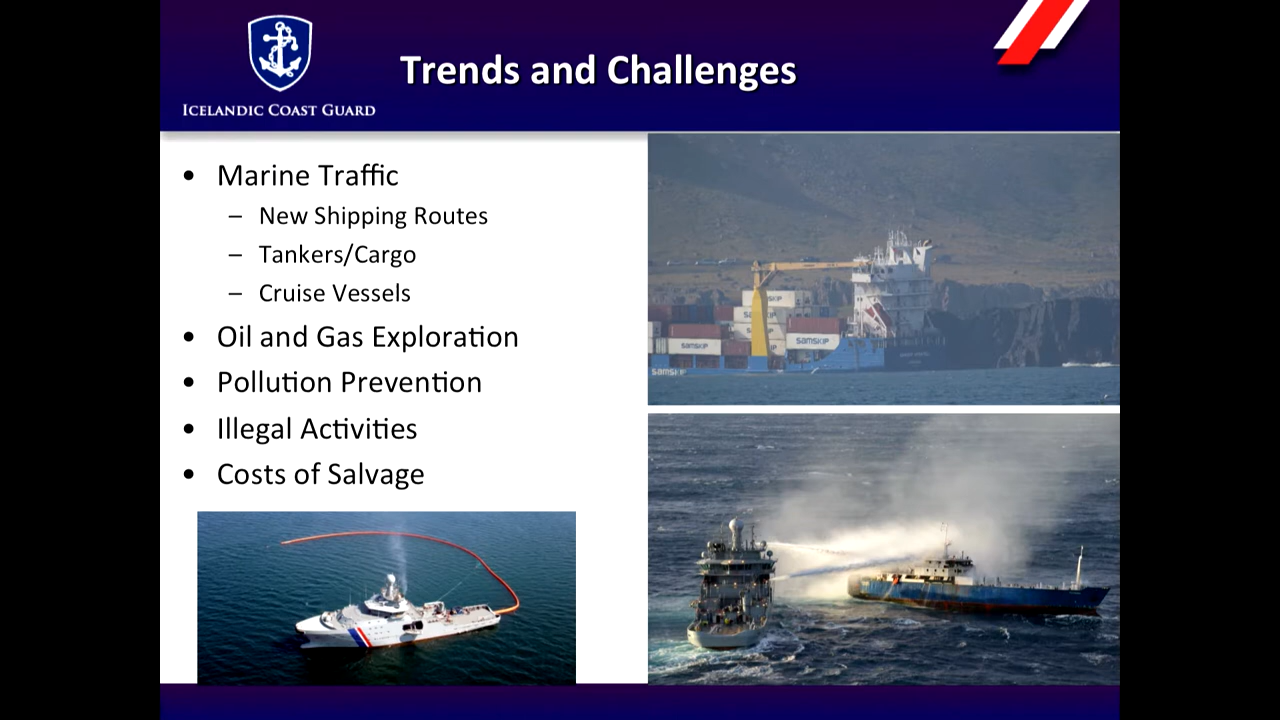 ICELANDIC COAST GUARD
Trends and Challenges
• Marine Traffic
– New Shipping Routes
– Tankers/Cargo
– Cruise Vessels
• Oil and Gas Exploration
• Pollution Prevention
• Illegal Activities
• Costs of Salvage
SAMSKIP
SAMSKIP
SAMSKIP